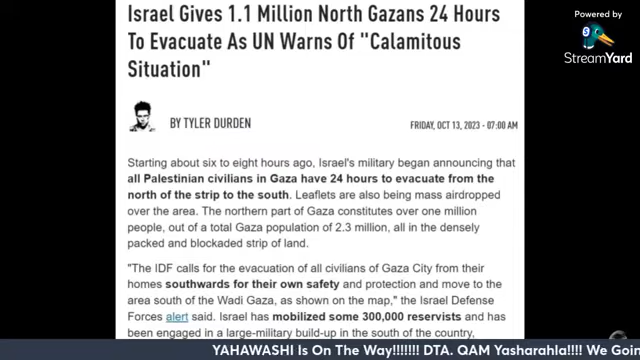 Israel Gives 1.1 Million North Gazans 24 Hours
To Evacuate As UN Warns Of "Calamitous
Situation"
Powered by
StreamYard
BY TYLER DURDEN
FRIDAY, OCT 13, 2023 - 07:00 AM
Starting about six to eight hours ago, Israel's military began announcing that
all Palestinian civilians in Gaza have 24 hours to evacuate from the
north of the strip to the south. Leaflets are also being mass airdropped
over the area. The northern part of Gaza constitutes over one million
people, out of a total Gaza population of 2.3 million, all in the densely
packed and blockaded strip of land.
"The IDF calls for the evacuation of all civilians of Gaza City from their
homes southwards for their own safety and protection and move to the
area south of the Wadi Gaza, as shown on the map," the Israel Defense
Forces alert said. Israel has mobilized some 300,000 reservists and has
been engaged in a large-military build-up in the south of the country,
YAHAWASHI Is On The Way!!!!!!! DTA. QAM Yasharahla!!!! We Goin